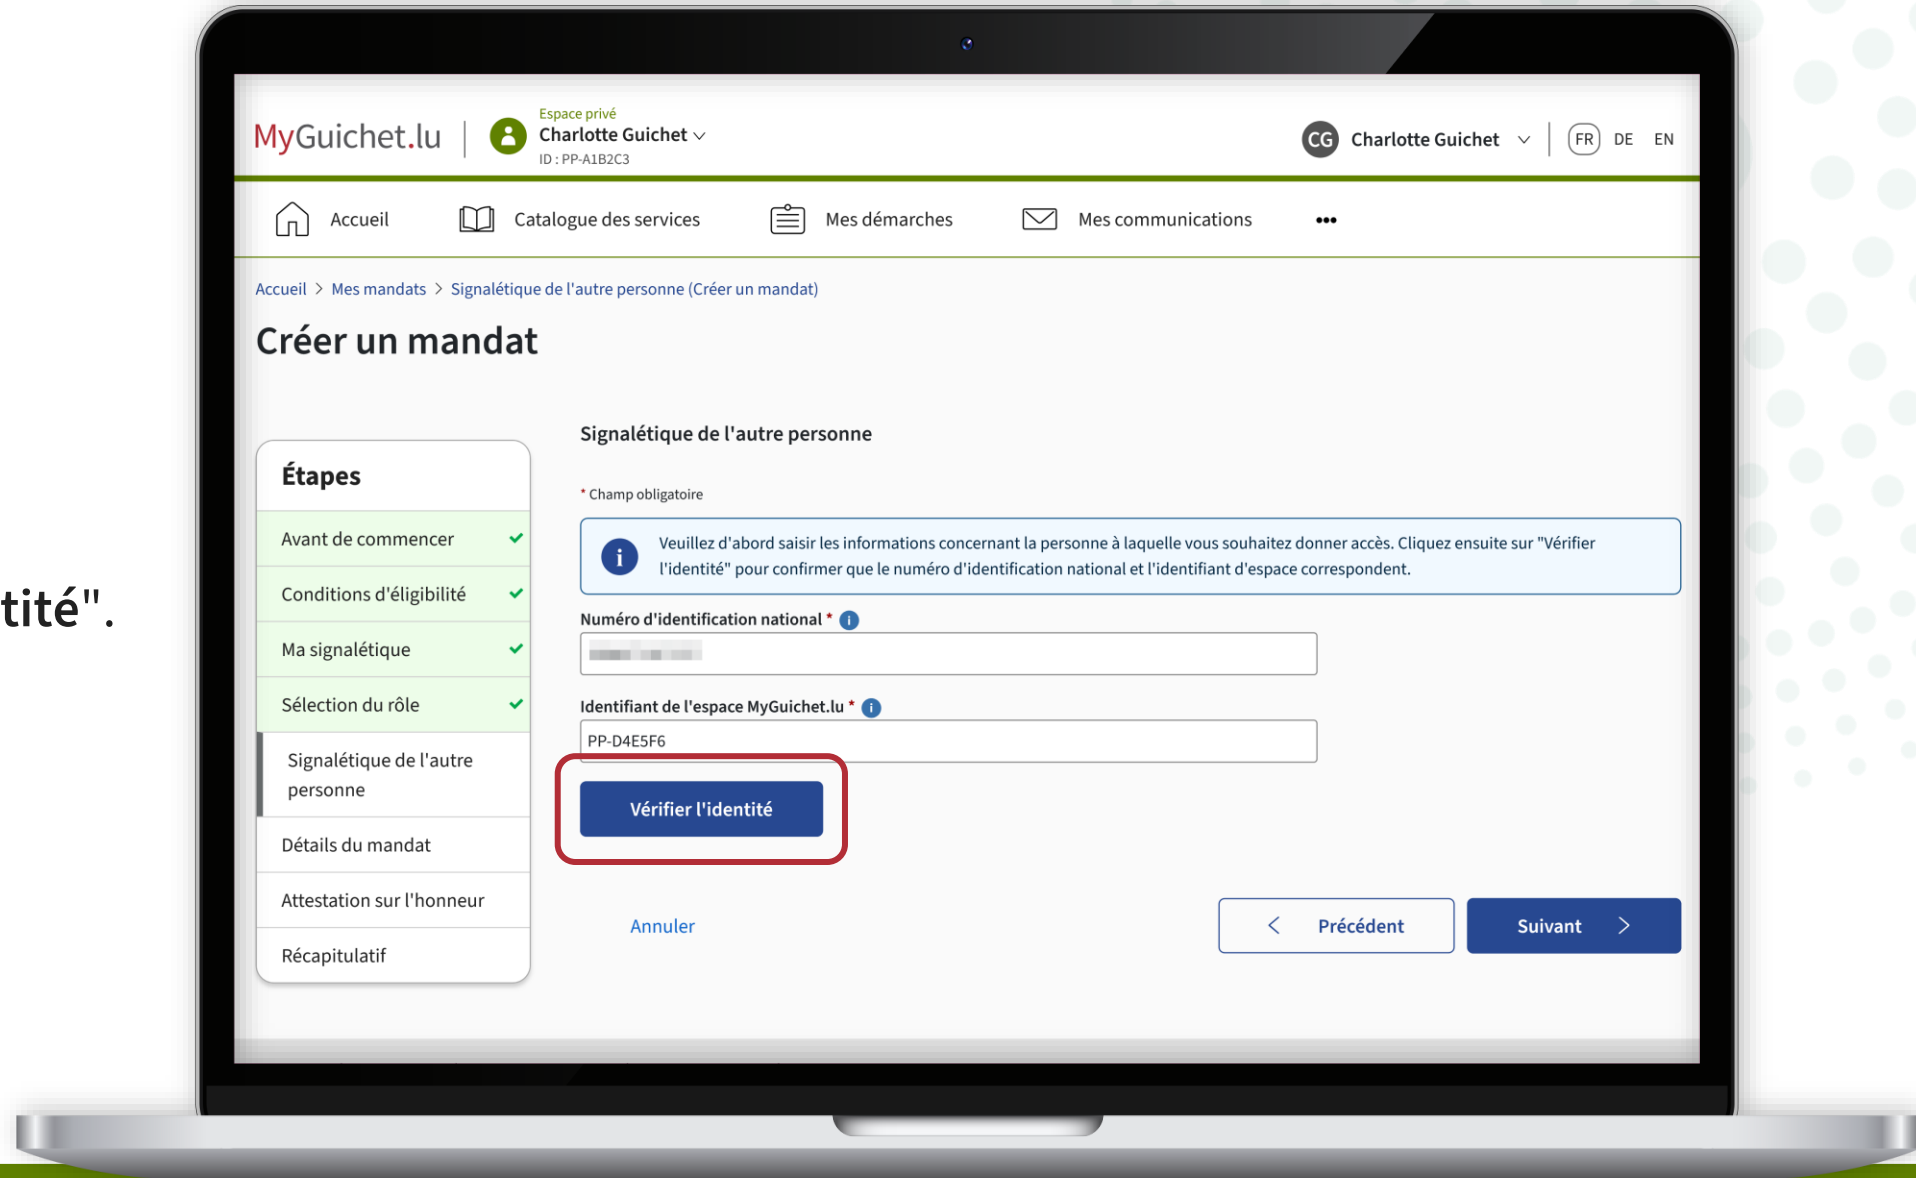 tité".
MyGuichet.lu
Espace privé
Charlotte Guichet
ID : PP-A1B2C3
CG Charlotte Guichet
FR DE EN
Accueil Catalogue des services Mes démarches Mes communications •••
Accueil > Mes mandats > Signalétique de l'autre personne (Créer un mandat)
Créer un mandat
Étapes
Avant de commencer
Conditions d'éligibilité
Ma signalétique
Sélection du rôle
Signalétique de l'autre
personne
Détails du mandat
Attestation sur l'honneur
Récapitulatif
Signalétique de l'autre personne
* Champ obligatoire
i
Veuillez d'abord saisir les informations concernant la personne à laquelle vous souhaitez donner accès. Cliquez ensuite sur "Vérifier
l'identité" pour confirmer que le numéro d'identification national et l'identifiant d'espace correspondent.
Numéro d'identification national * i
Identifiant de l'espace MyGuichet.lu * i
PP-D4E5F6
Vérifier l'identité
Annuler
< Précédent
Suivant >